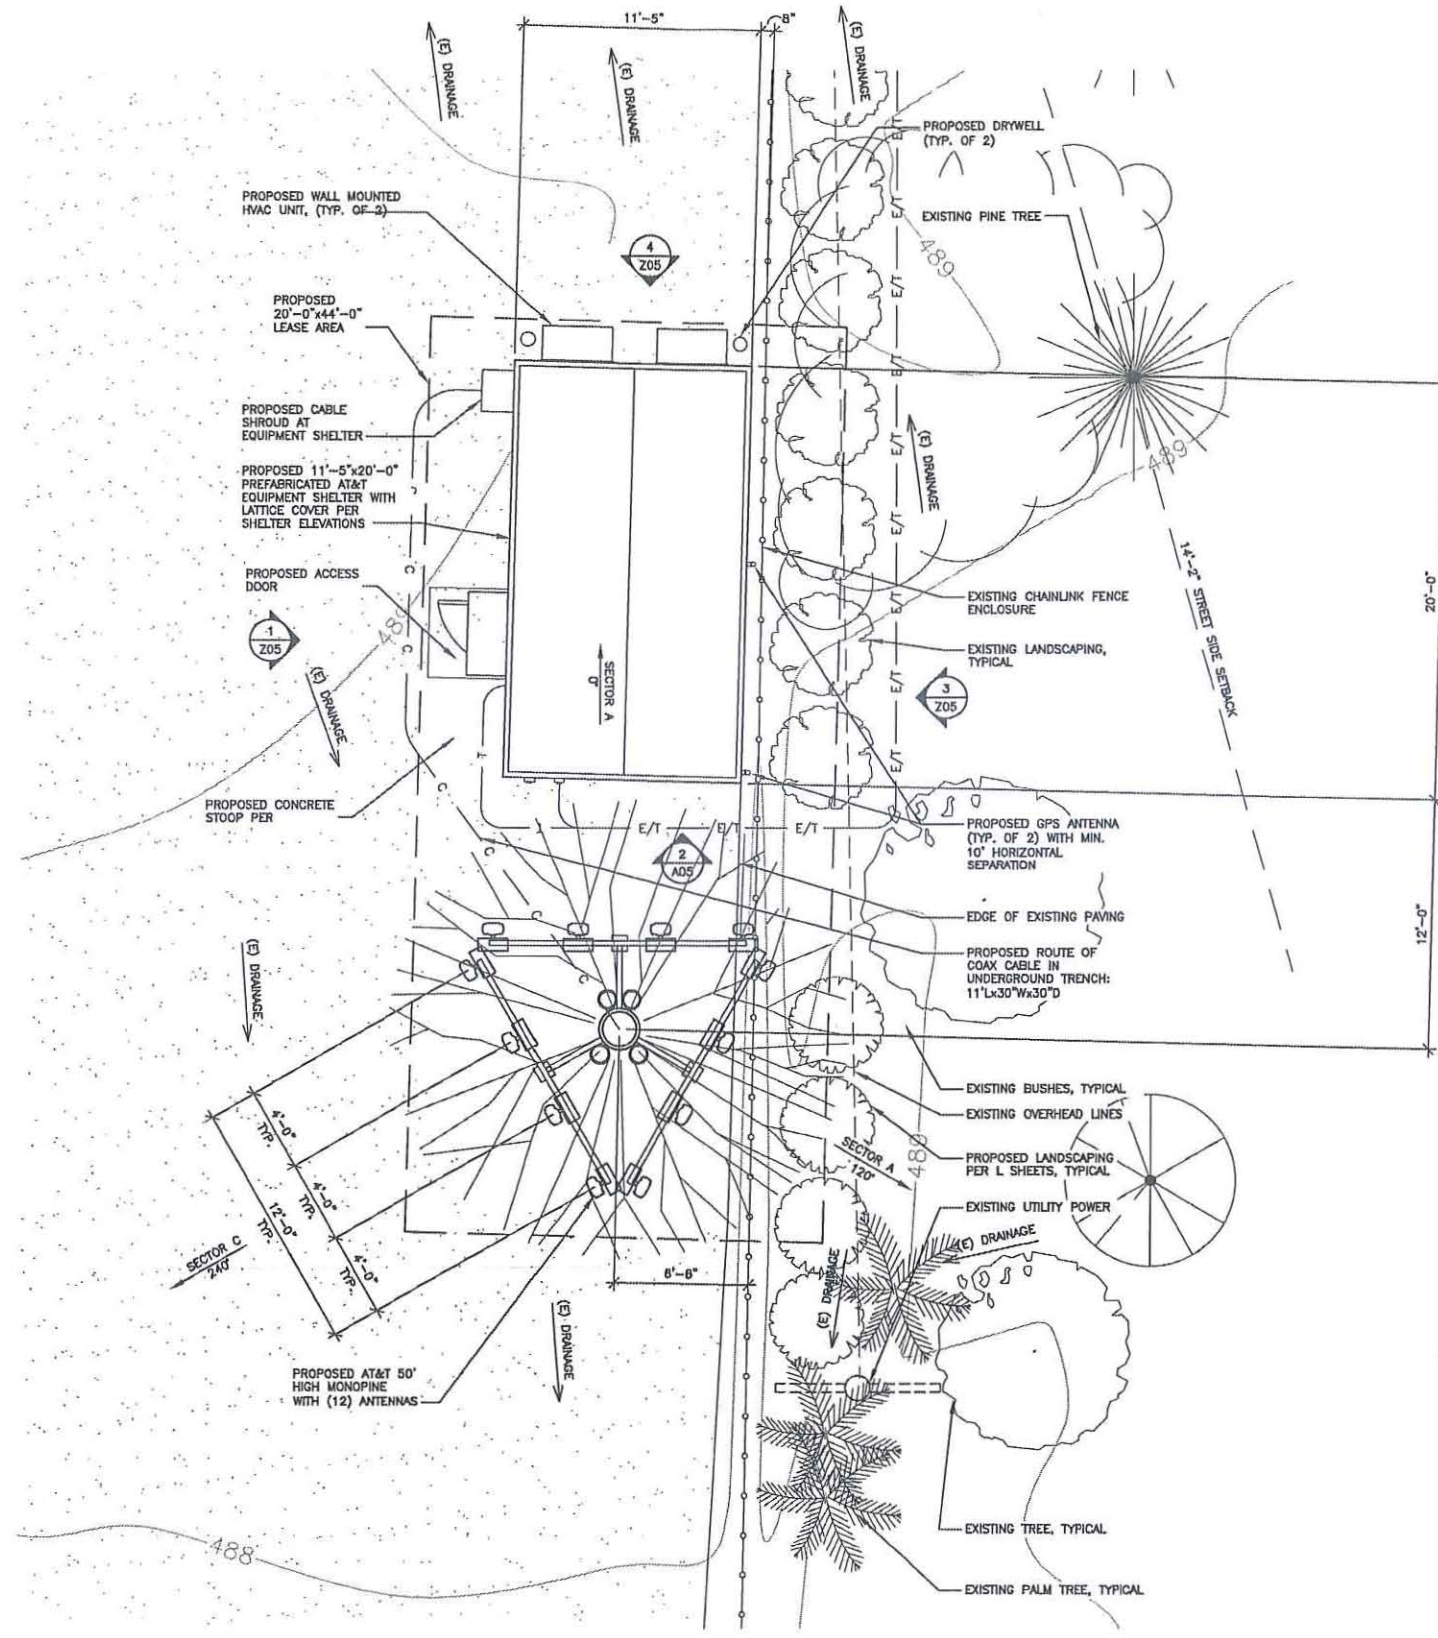 11'-5"
8"
(E) DRAINAGE
(E) DRAINAGE
(E) DRAINAGE
PROPOSED DRYWELL
(TYP. OF 2)
PROPOSED WALL MOUNTED
HVAC UNIT, (TYP. OF 2)
EXISTING PINE TREE
4
Z05
489
PROPOSED
20'-0"x44'-0"
LEASE AREA
PROPOSED CABLE
SHROUD AT
EQUIPMENT SHELTER
(E) DRAINAGE
489
PROPOSED 11'-5"x20'-0"
PREFABRICATED AT&T
EQUIPMENT SHELTER WITH
LATTICE COVER PER
SHELTER ELEVATIONS
E/T
E/T
E/T
E/T
E/T
E/T
E/T
E/T
E/T
E/T
PROPOSED ACCESS
DOOR
C
C
489
1
Z05
EXISTING CHAINLINK FENCE
ENCLOSURE
14'-2" STREET SIDE SETBACK
20'-0"
EXISTING LANDSCAPING,
TYPICAL
SECTOR A
0°
3
Z05
(E) DRAINAGE
C
T
PROPOSED CONCRETE
STOOP PER
C
C
E/T
E/T
E/T
PROPOSED GPS ANTENNA
(TYP. OF 2) WITH MIN.
10' HORIZONTAL
SEPARATION
2
A05
C
EDGE OF EXISTING PAVING
12'-0"
(E) DRAINAGE
C
C
PROPOSED ROUTE OF
COAX CABLE IN
UNDERGROUND TRENCH:
11'Lx30"Wx30"D
EXISTING BUSHES, TYPICAL
EXISTING OVERHEAD LINES
4'-0"
TYP.
4'-0"
TYP.
12'-0"
TYP.
4'-0"
TYP.
SECTOR A
120°
489
PROPOSED LANDSCAPING
PER L SHEETS, TYPICAL
EXISTING UTILITY POWER
(E) DRAINAGE
SECTOR C
240°
6'-6"
(E) DRAINAGE
(E) DRAINAGE
PROPOSED AT&T 50'
HIGH MONOPINE
WITH (12) ANTENNAS
488
EXISTING TREE, TYPICAL
EXISTING PALM TREE, TYPICAL